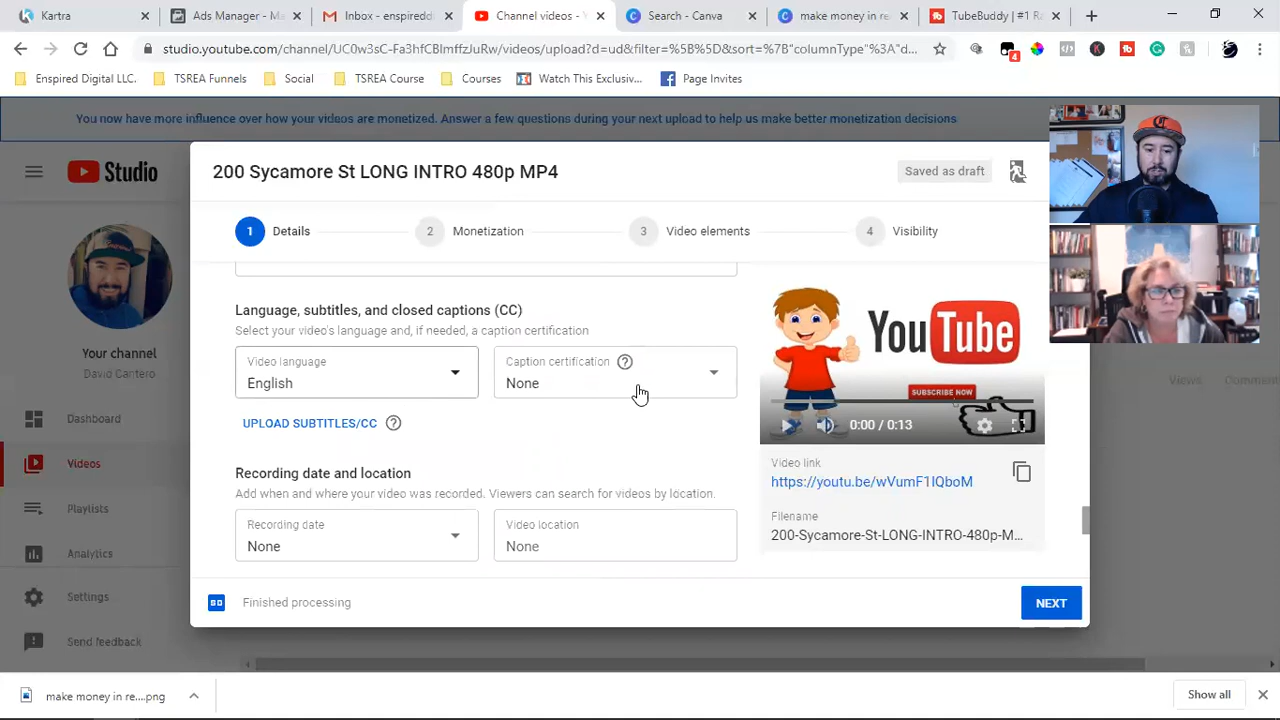 Kartra
Ads Manager - Ma
Inbox - enspireddi
Channel videos - Y
Search - Canva
make money in re
TubeBuddy | #1 Ra
studio.youtube.com/channel/UC0w3sC-Fa3hfCBlmffzJuRw/videos/upload?d=ud&filter=%5B%5D&sort=%7B"columnType"%3A"d...
4
Enspired Digital LLC.
TSREA Funnels
Social
TSREA Course
Courses
Watch This Exclusiv...
Page Invites
You now have more influence over how your videos are monetized. Answer a few questions during your next upload to help us make better monetization decisions
Studio
200 Sycamore St LONG INTRO 480p MP4
Saved as draft
1 Details
2 Monetization
3 Video elements
4 Visibility
Your channel
David Cantero
Dashboard
Videos
Playlists
Analytics
Settings
Send feedback
Language, subtitles, and closed captions (CC)
Select your video's language and, if needed, a caption certification
Video language
English
Caption certification
None
UPLOAD SUBTITLES/CC
Recording date and location
Add when and where your video was recorded. Viewers can search for videos by location.
Recording date
None
Video location
None
YouTube
SUBSCRIBE NOW
0:00 / 0:13
Video link
https://youtu.be/wVumF1IQboM
Filename
200-Sycamore-St-LONG-INTRO-480p-M...
Views
Comment
SD Finished processing
NEXT
make money in re....png
Show all